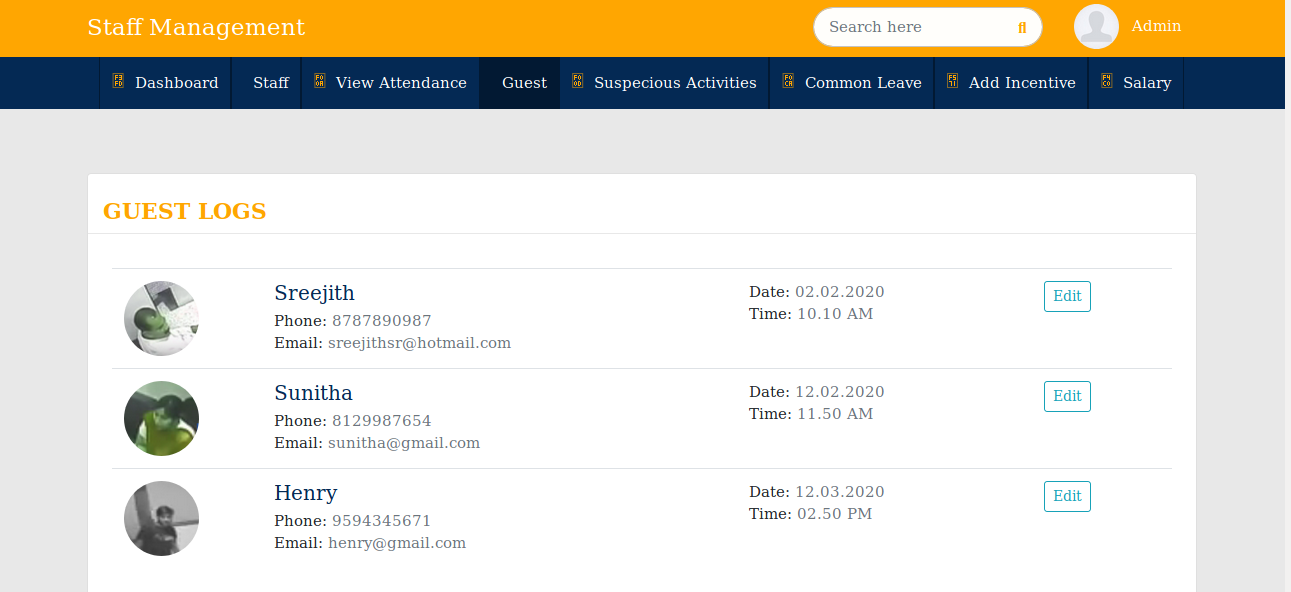 Staff Management
Search here
Admin
Dashboard Staff View Attendance Guest Suspicious Activities Common Leave Add Incentive Salary
GUEST LOGS
Sreejith
Phone: 8787890987
Email: sreejithsr@hotmail.com
Date: 02.02.2020
Time: 10.10 AM
Edit
Sunitha
Phone: 8129987654
Email: sunitha@gmail.com
Date: 12.02.2020
Time: 11.50 AM
Edit
Henry
Phone: 9594345671
Email: henry@gmail.com
Date: 12.03.2020
Time: 02.50 PM
Edit